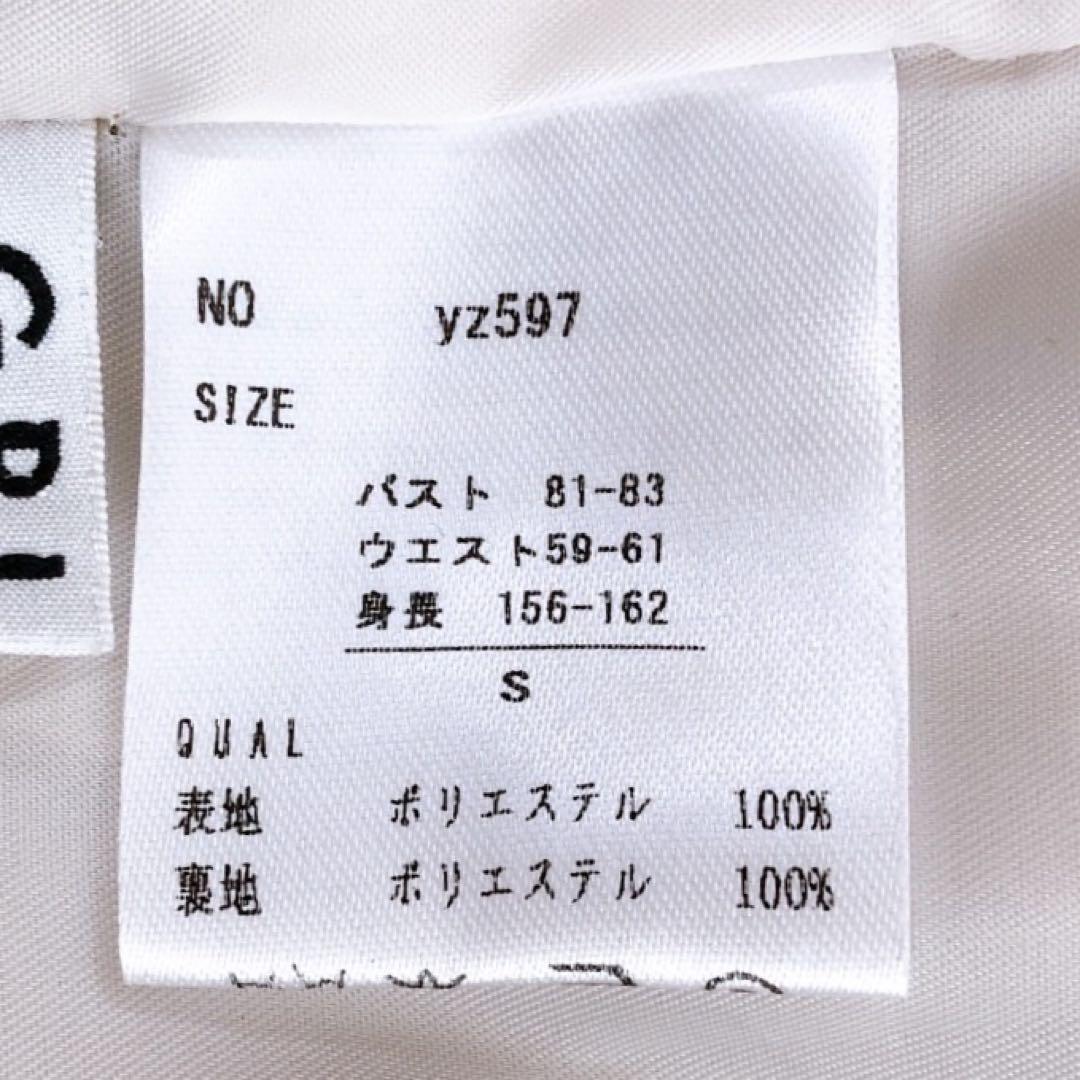 NO yz597
SIZE
バスト 81-83
ウエスト59-61
身長 156-162
S
QUAL
表地 ポリエステル 100%
裏地 ポリエステル 100%